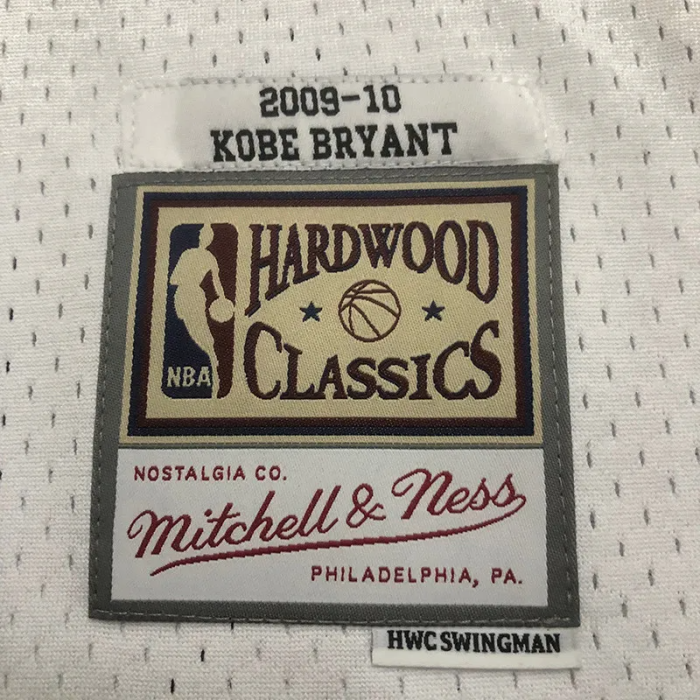 2009-10
KOBE BRYANT
HARDWOOD
CLASSICS
NBA
NOSTALGIA CO.
Mitchell & Ness
PHILADELPHIA, PA.
HWC SWINGMAN